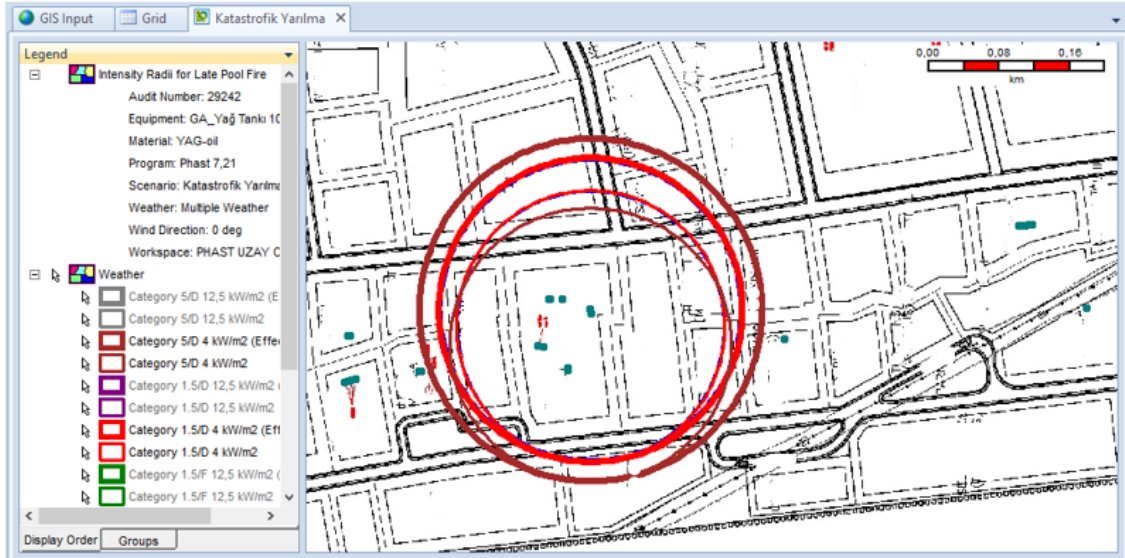 GIS Input Grid Katastrofik Yarılma
Legend
Intensity Radii for Late Pool Fire
Audit Number: 29242
Equipment: GA_Yağ Tankı 10
Material: YAG-oil
Program: Phast 7,21
Scenario: Katastrofik Yarılma
Weather: Multiple Weather
Wind Direction: 0 deg
Workspace: PHAST UZAY C
Weather
Category 5/D 12,5 kW/m2 (E
Category 5/D 12,5 kW/m2
Category 5/D 4 kW/m2 (Effe
Category 5/D 4 kW/m2
Category 1.5/D 12,5 kW/m2 (
Category 1.5/D 12,5 kW/m2
Category 1.5/D 4 kW/m2 (Eff
Category 1.5/D 4 kW/m2
Category 1.5/F 12,5 kW/m2 (
Category 1.5/F 12,5 kW/m2
Display Order Groups
0,00 0,08 0,16
km